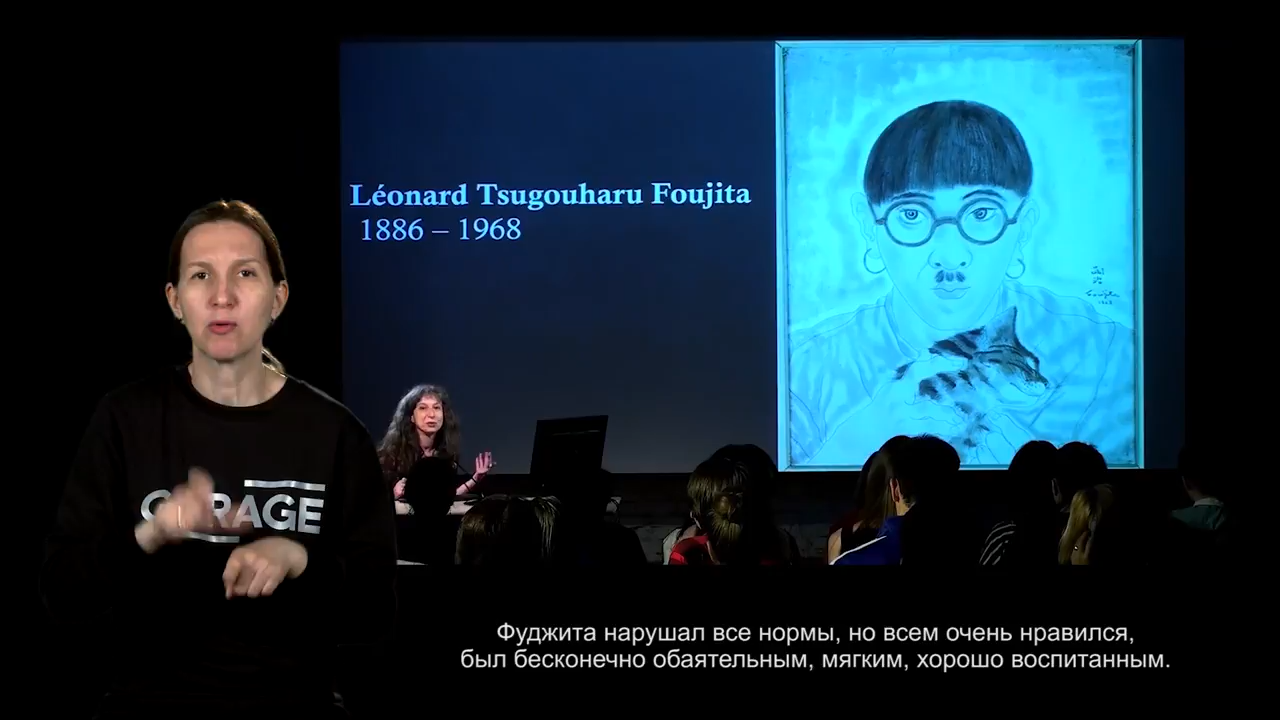 Léonard Tsugouharu Foujita
1886 – 1968
GARAGE
Фуджита нарушал все нормы, но всем очень нравился,
был бесконечно обаятельным, мягким, хорошо воспитанным.